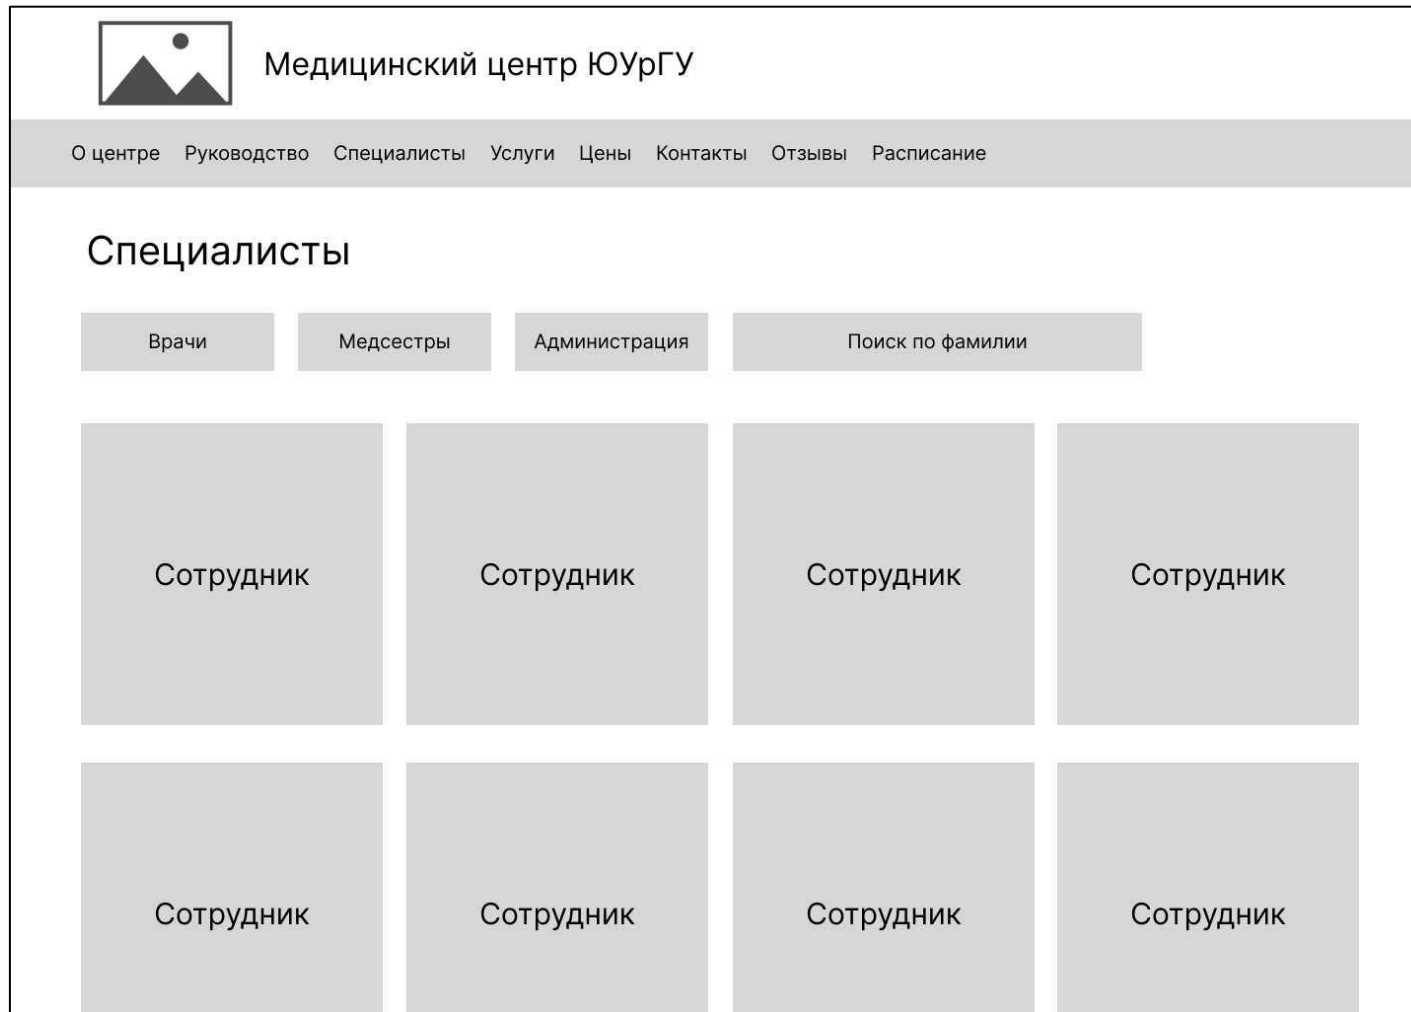 Медицинский центр ЮУрГУ
О центре Руководство Специалисты Услуги Цены Контакты Отзывы Расписание
Специалисты
Врачи Медсестры Администрация Поиск по фамилии
Сотрудник Сотрудник Сотрудник Сотрудник
Сотрудник Сотрудник Сотрудник Сотрудник